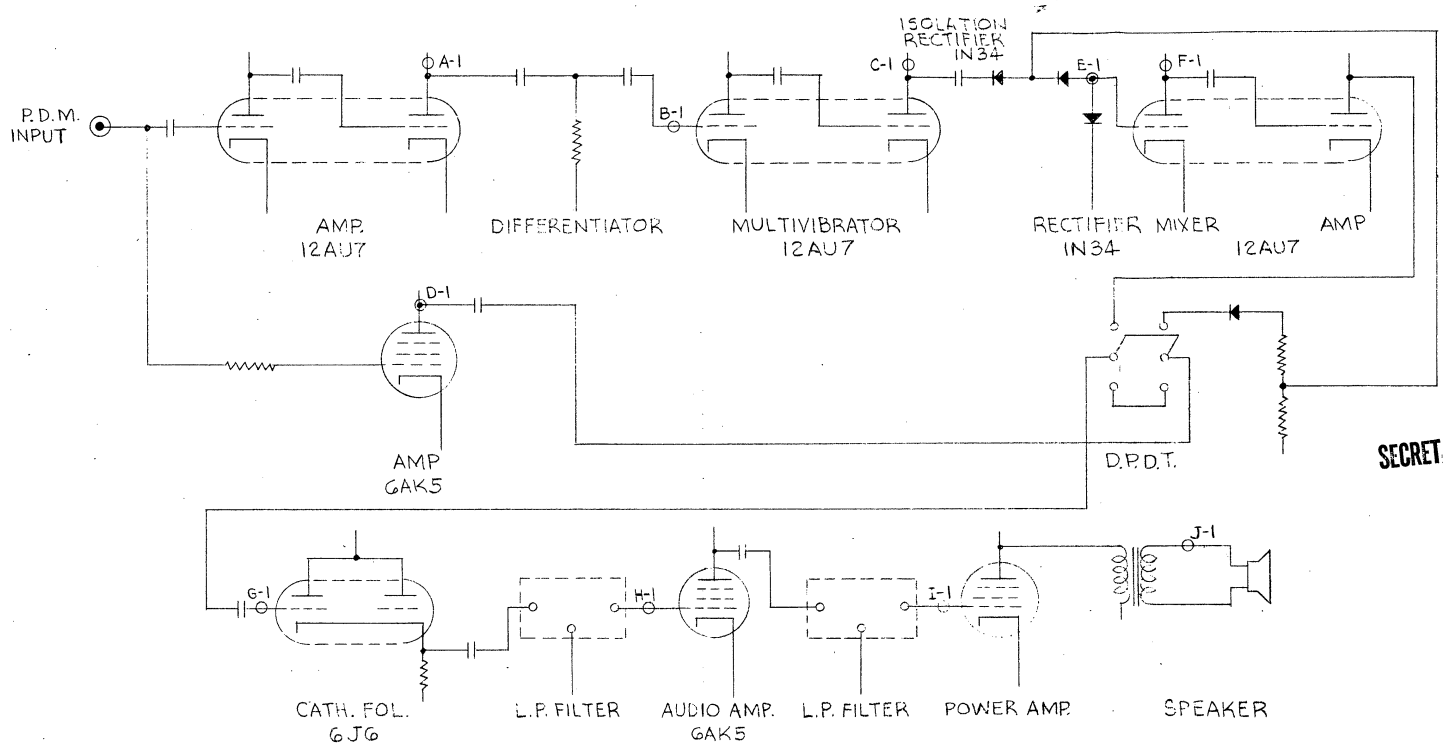 ISOLATION
RECTIFIER
IN34
A-1
C-1
E-1
F-1
P.D.M.
INPUT
B-1
AMP.
12AU7
DIFFERENTIATOR
MULTIVIBRATOR
12AU7
RECTIFIER
IN34
MIXER
12AU7
AMP
D-1
AMP
6AK5
D.P.D.T.
SECRET
G-1
H-1
I-1
J-1
CATH. FOL.
6J6
L.P. FILTER
AUDIO AMP.
6AK5
L.P. FILTER
POWER AMP.
SPEAKER